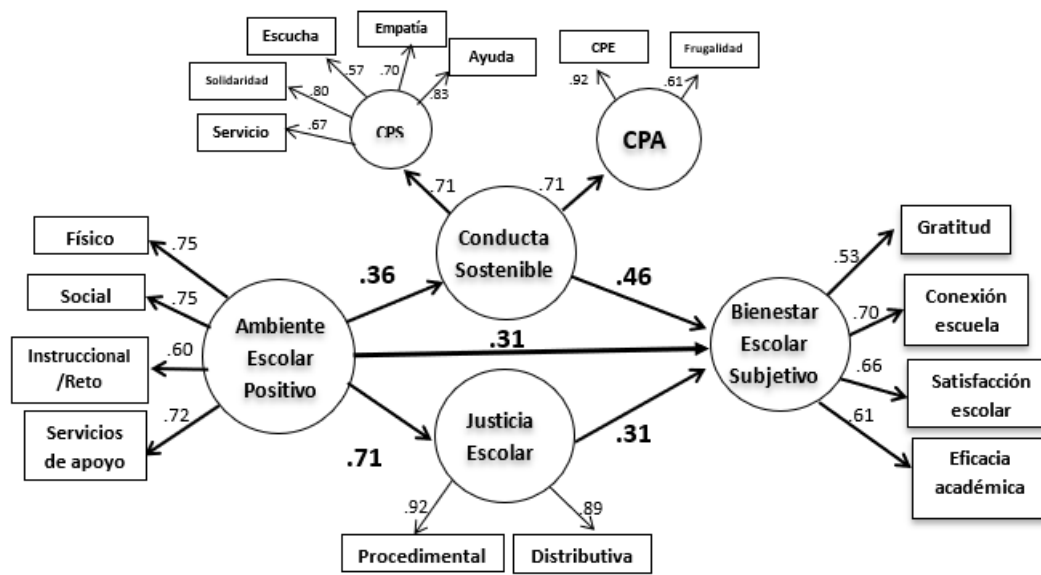 Escucha
Empatía
Ayuda
Solidaridad
Servicio
.57
.70
.83
.80
.67
CPS
CPE
Frugalidad
.92
.61
CPA
.71
.71
Conducta
Sostenible
Físico
Social
Instruccional
/Reto
Servicios
de apoyo
.75
.75
.60
.72
Ambiente
Escolar
Positivo
.36
.46
.31
.71
.31
Justicia
Escolar
.92
.89
Procedimental
Distributiva
Bienestar
Escolar
Subjetivo
.53
.70
.66
.61
Gratitud
Conexión
escuela
Satisfacción
escolar
Eficacia
académica